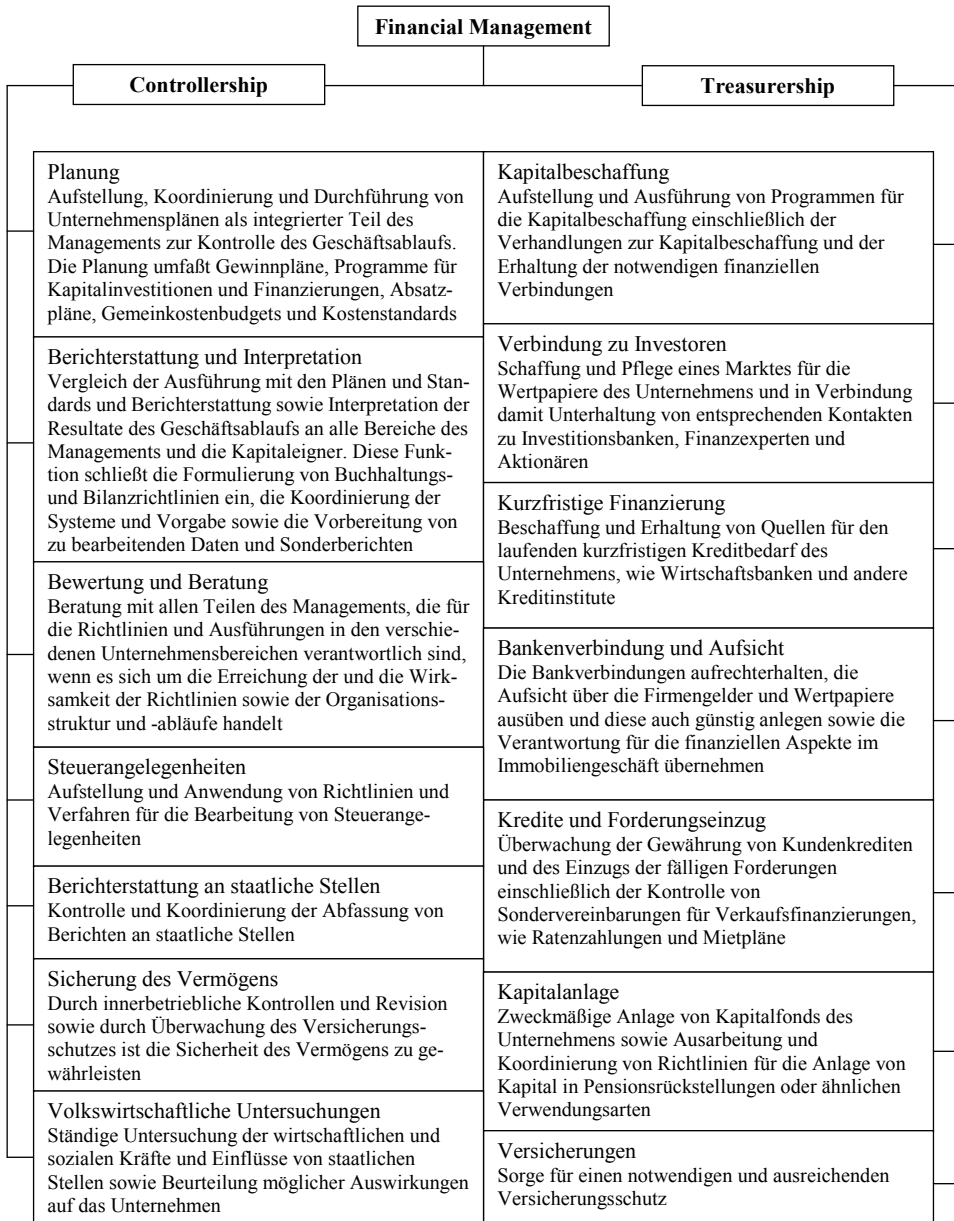 Financial Management
Controllership
Treasurership
Planung
Aufstellung, Koordinierung und Durchführung von
Unternehmensplänen als integrierter Teil des
Managements zur Kontrolle des Geschäftsablaufs.
Die Planung umfaßt Gewinnpläne, Programme für
Kapitalinvestitionen und Finanzierungen, Absatz-
pläne, Gemeinkostenbudgets und Kostenstandards
Berichterstattung und Interpretation
Vergleich der Ausführung mit den Plänen und Stan-
dards und Berichterstattung sowie Interpretation der
Resultate des Geschäftsablaufs an alle Bereiche des
Managements und die Kapitaleigner. Diese Funk-
tion schließt die Formulierung von Buchhaltungs-
und Bilanzrichtlinien ein, die Koordinierung der
Systeme und Vorgabe sowie die Vorbereitung von
zu bearbeitenden Daten und Sonderberichten
Bewertung und Beratung
Beratung mit allen Teilen des Managements, die für
die Richtlinien und Ausführungen in den verschie-
denen Unternehmensbereichen verantwortlich sind,
wenn es sich um die Erreichung der und die Wirk-
samkeit der Richtlinien sowie der Organisations-
struktur und -abläufe handelt
Steuerangelegenheiten
Aufstellung und Anwendung von Richtlinien und
Verfahren für die Bearbeitung von Steuerange-
legenheiten
Berichterstattung an staatliche Stellen
Kontrolle und Koordinierung der Abfassung von
Berichten an staatliche Stellen
Sicherung des Vermögens
Durch innerbetriebliche Kontrollen und Revision
sowie durch Überwachung des Versicherungs-
schutzes ist die Sicherheit des Vermögens zu ge-
währleisten
Volkswirtschaftliche Untersuchungen
Ständige Untersuchung der wirtschaftlichen und
sozialen Kräfte und Einflüsse von staatlichen
Stellen sowie Beurteilung möglicher Auswirkungen
auf das Unternehmen
Kapitalbeschaffung
Aufstellung und Ausführung von Programmen für
die Kapitalbeschaffung einschließlich der
Verhandlungen zur Kapitalbeschaffung und der
Erhaltung der notwendigen finanziellen
Verbindungen
Verbindung zu Investoren
Schaffung und Pflege eines Marktes für die
Wertpapiere des Unternehmens und in Verbindung
damit Unterhaltung von entsprechenden Kontakten
zu Investitionsbanken, Finanzexperten und
Aktionären
Kurzfristige Finanzierung
Beschaffung und Erhaltung von Quellen für den
laufenden kurzfristigen Kreditbedarf des
Unternehmens, wie Wirtschaftsbanken und andere
Kreditinstitute
Bankenverbindung und Aufsicht
Die Bankverbindungen aufrechterhalten, die
Aufsicht über die Firmengelder und Wertpapiere
ausüben und diese auch günstig anlegen sowie die
Verantwortung für die finanziellen Aspekte im
Immobiliengeschäft übernehmen
Kredite und Forderungseinzug
Überwachung der Gewährung von Kundenkrediten
und des Einzugs der fälligen Forderungen
einschließlich der Kontrolle von
Sondervereinbarungen für Verkaufsfinanzierungen,
wie Ratenzahlungen und Mietpläne
Kapitalanlage
Zweckmäßige Anlage von Kapitalfonds des
Unternehmens sowie Ausarbeitung und
Koordinierung von Richtlinien für die Anlage von
Kapital in Pensionsrückstellungen oder ähnlichen
Verwendungsarten
Versicherungen
Sorge für einen notwendigen und ausreichenden
Versicherungsschutz